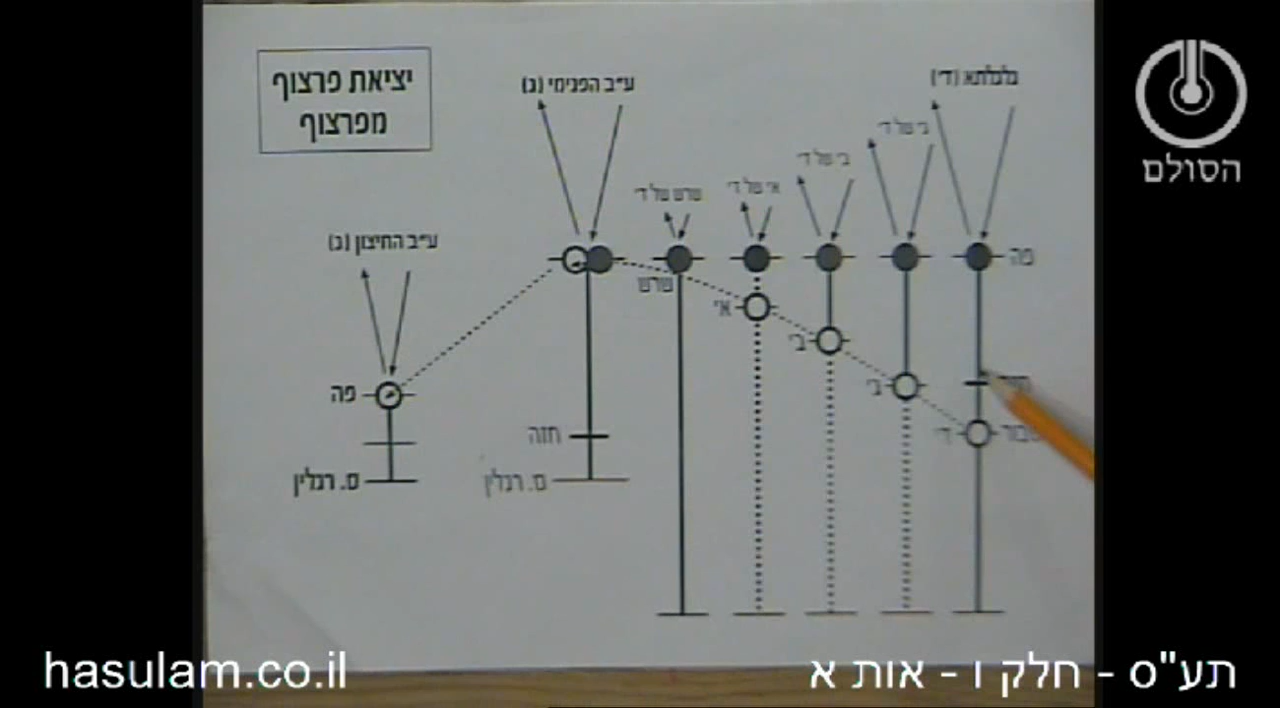 יציאת פרצוף
מפרצוף
גלגלתא (ד')
ג' של ד'
ב' של ד'
א' של ד'
שרש של ד'
ע"ב הפנימי (ג)
ע"ב החיצון (ג)
פה
שרש
א'
ב'
ג'
ד'
חזה
ס. רגלין
פה
ס. רגלין
הסולם
hasulam.co.il
תע"ס - חלק ו - אות א